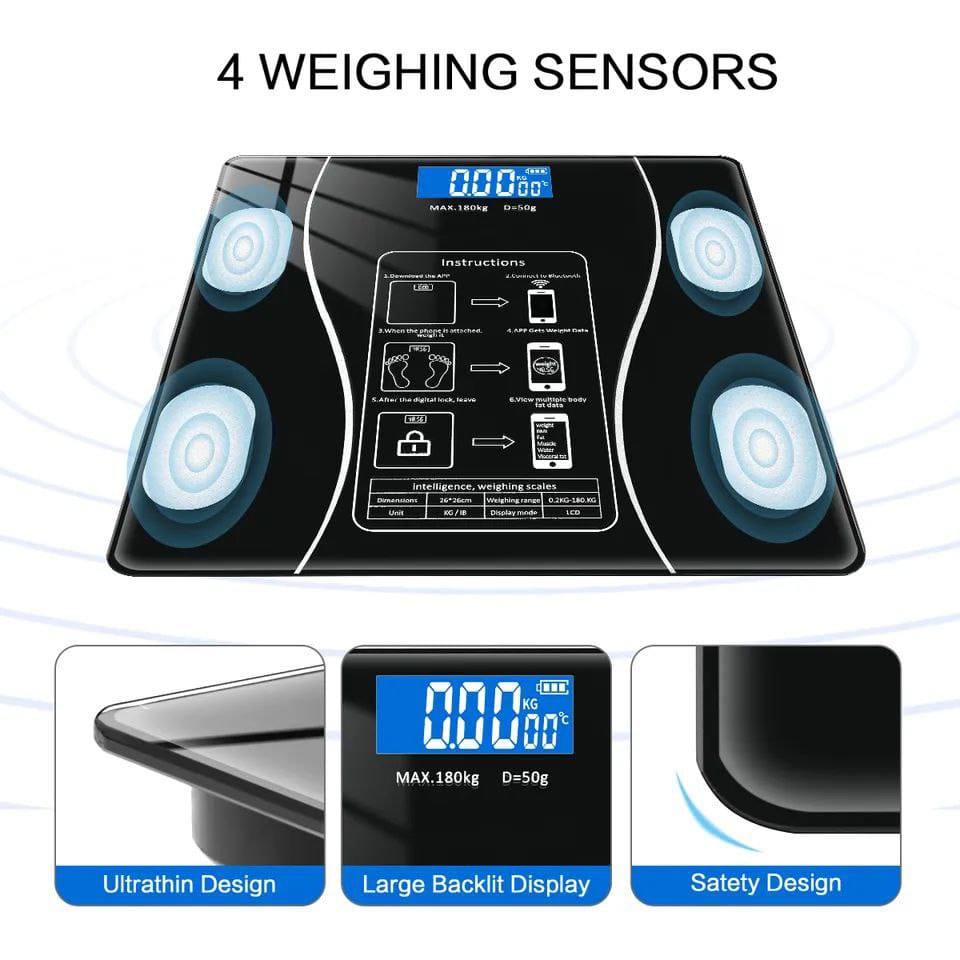 4 WEIGHING SENSORS
0.00 KG 00°C
MAX.180kg D=50g
Instructions
1.Download the APP 2.Connect to Bluetooth
3.When the phone is attached, weigh it 4.APP Gets Weight Data
weight
5.After the digital lock, leave 6.View multiple body fat data
weight
BMI
Fat
Muscle
Water
Visceral fat
Intelligence, weighing scales
Dimensions 26*26cm Weighing range 0.2KG-180.KG
Unit KG/IB Display mode 1CD
0.00 KG 00°C
MAX.180kg D=50g
Ultrathin Design
Large Backlit Display
Satety Design